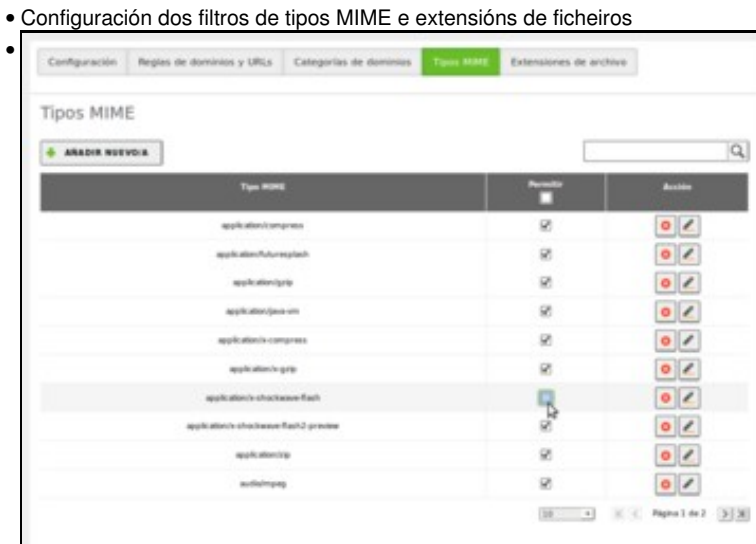 • Configuración dos filtros de tipos MIME e extensións de ficheiros
•
Configuración Reglas de dominios y URLs Categorías de dominios Tipos MIME Extensiones de archivo
Tipos MIME
AÑADIR NUEVO/A
Tipo MIME Permitir Acción
application/compress
application/futuresplash
application/gzip
application/java-vm
application/x-compress
application/x-gzip
application/x-shockwave-flash
application/x-shockwave-flash2-preview
application/zip
audio/mpeg
10 Página 1 de 2